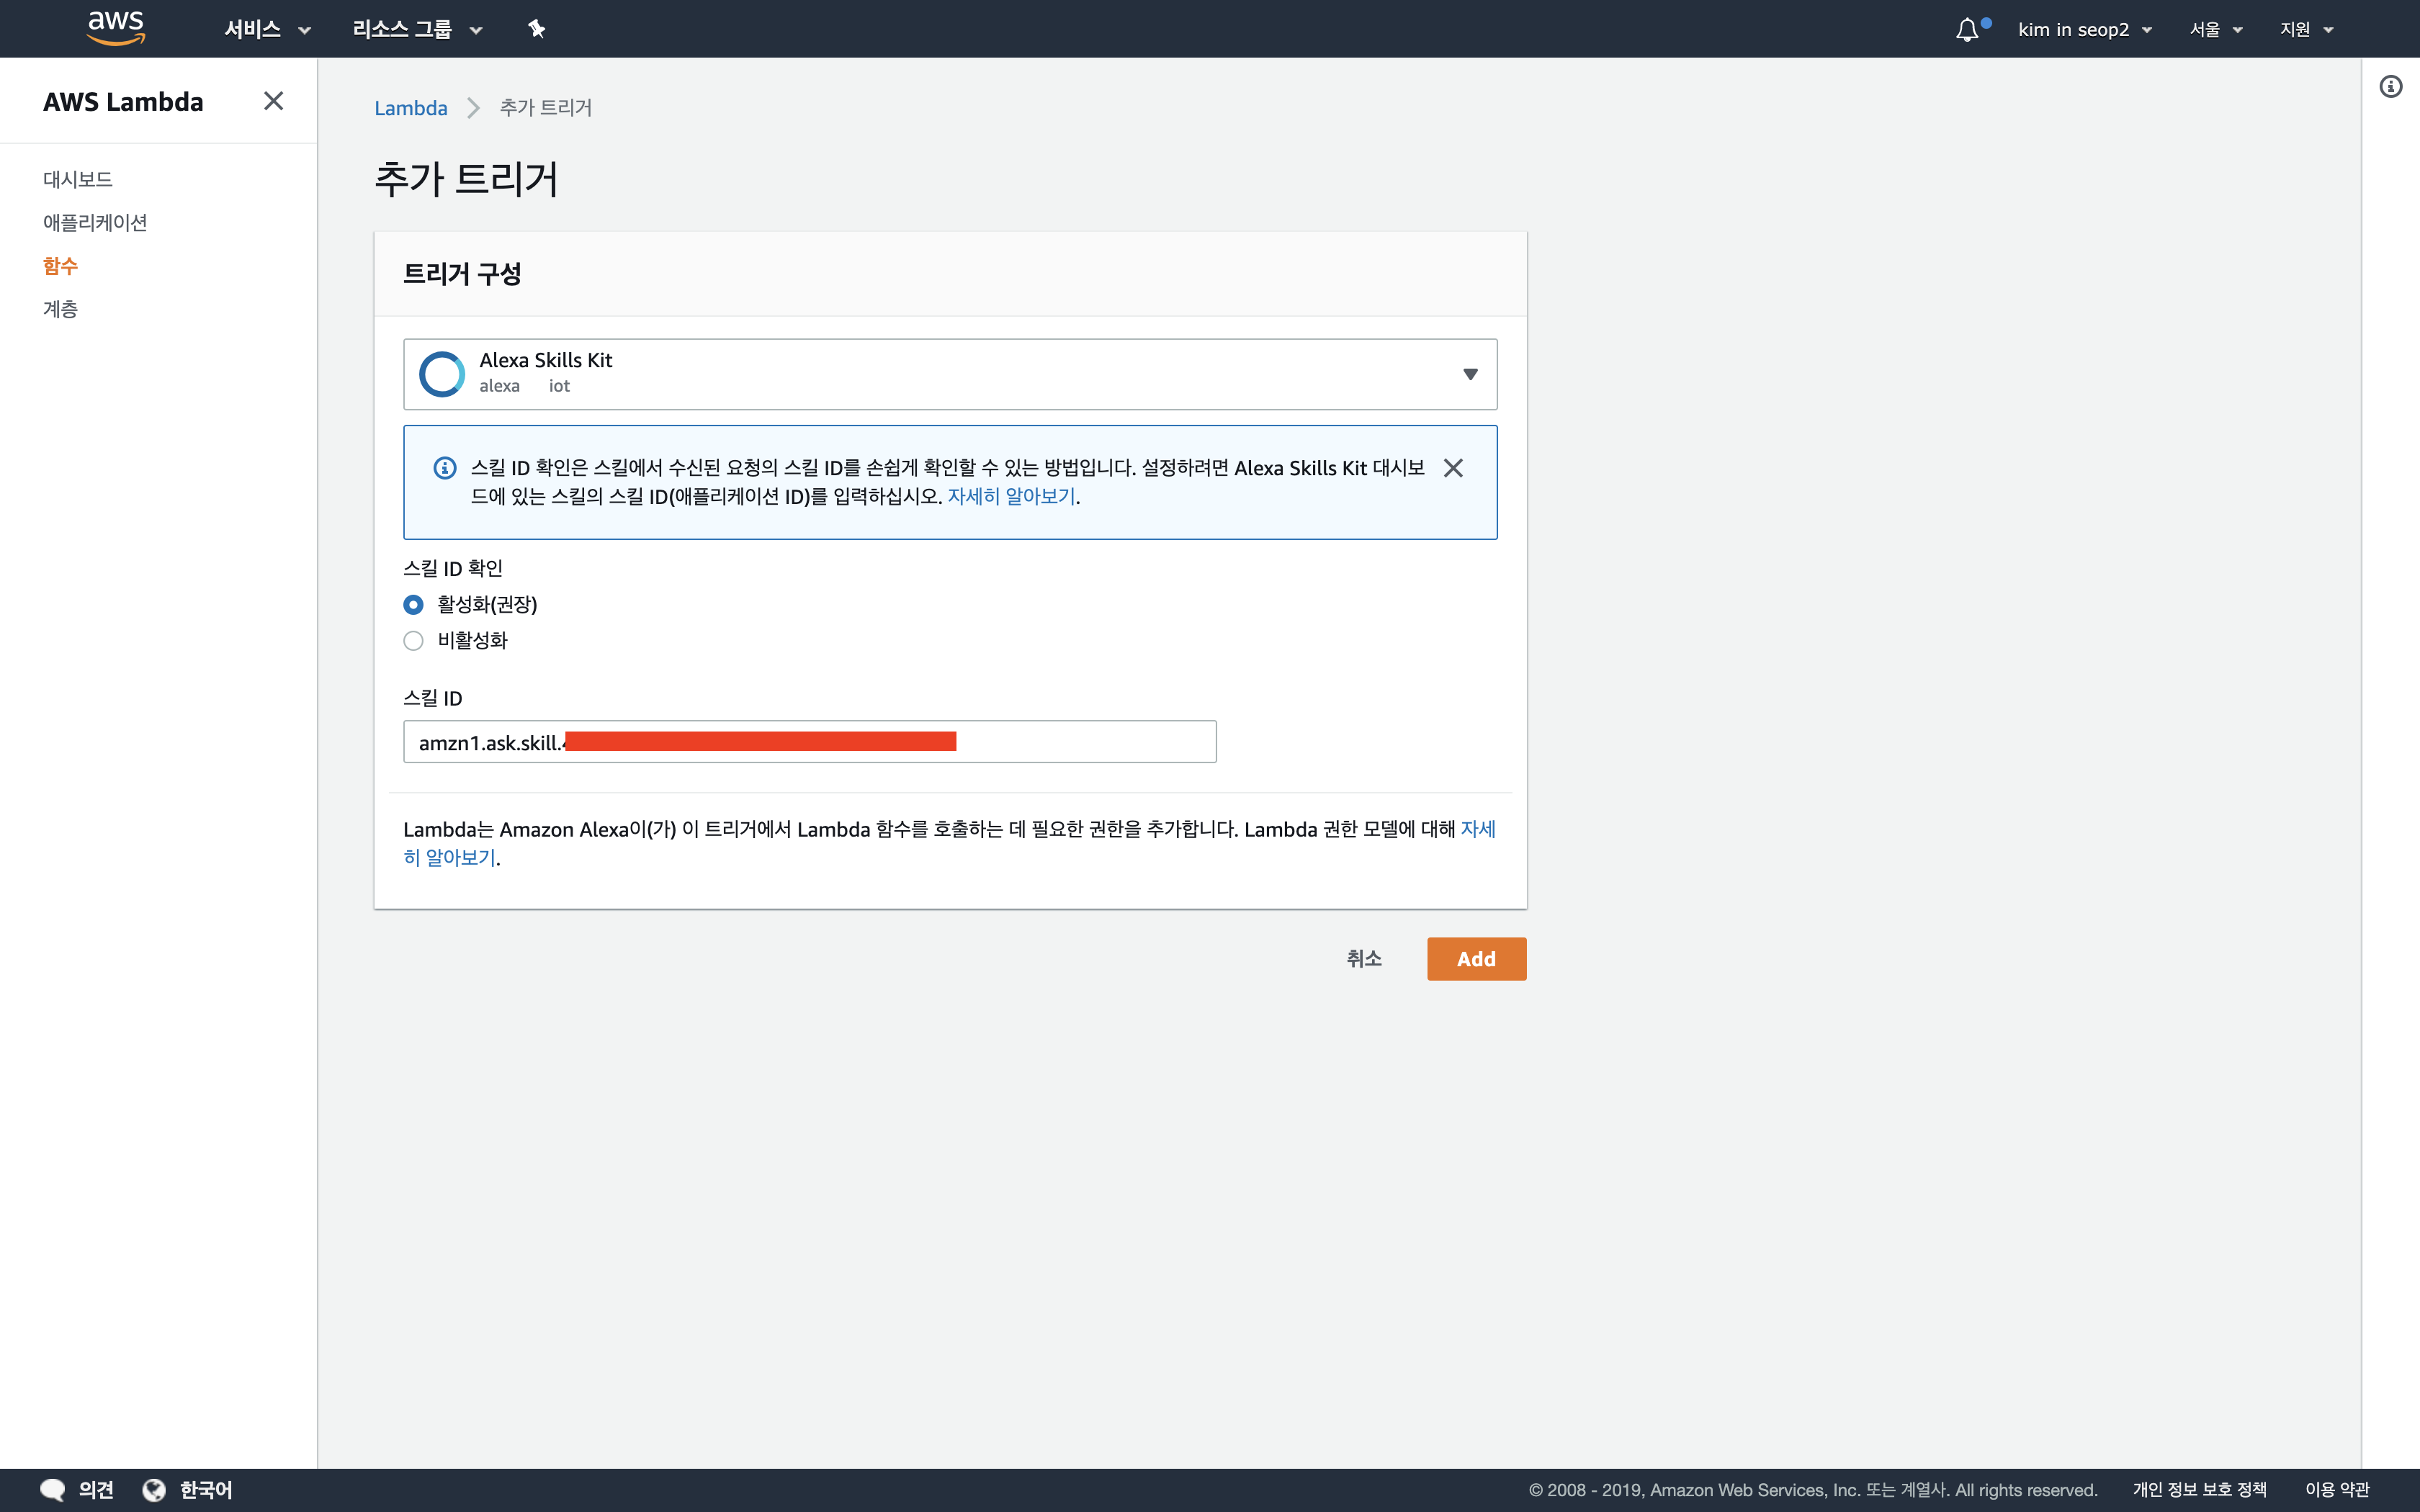 aws
서비스
리소스 그룹
kim in seop2
서울
지원
AWS Lambda
대시보드
애플리케이션
함수
계층
Lambda
추가 트리거
추가 트리거
트리거 구성
Alexa Skills Kit
alexa iot
스킬 ID 확인은 스킬에서 수신된 요청의 스킬 ID를 손쉽게 확인할 수 있는 방법입니다. 설정하려면 Alexa Skills Kit 대시보
드에 있는 스킬의 스킬 ID(애플리케이션 ID)를 입력하십시오. 자세히 알아보기.
스킬 ID 확인
활성화(권장)
비활성화
스킬 ID
amzn1.ask.skill.
Lambda는 Amazon Alexa이(가) 이 트리거에서 Lambda 함수를 호출하는 데 필요한 권한을 추가합니다. Lambda 권한 모델에 대해 자세
히 알아보기.
취소
Add
의견
한국어
© 2008 - 2019, Amazon Web Services, Inc. 또는 계열사. All rights reserved.
개인 정보 보호 정책
이용 약관